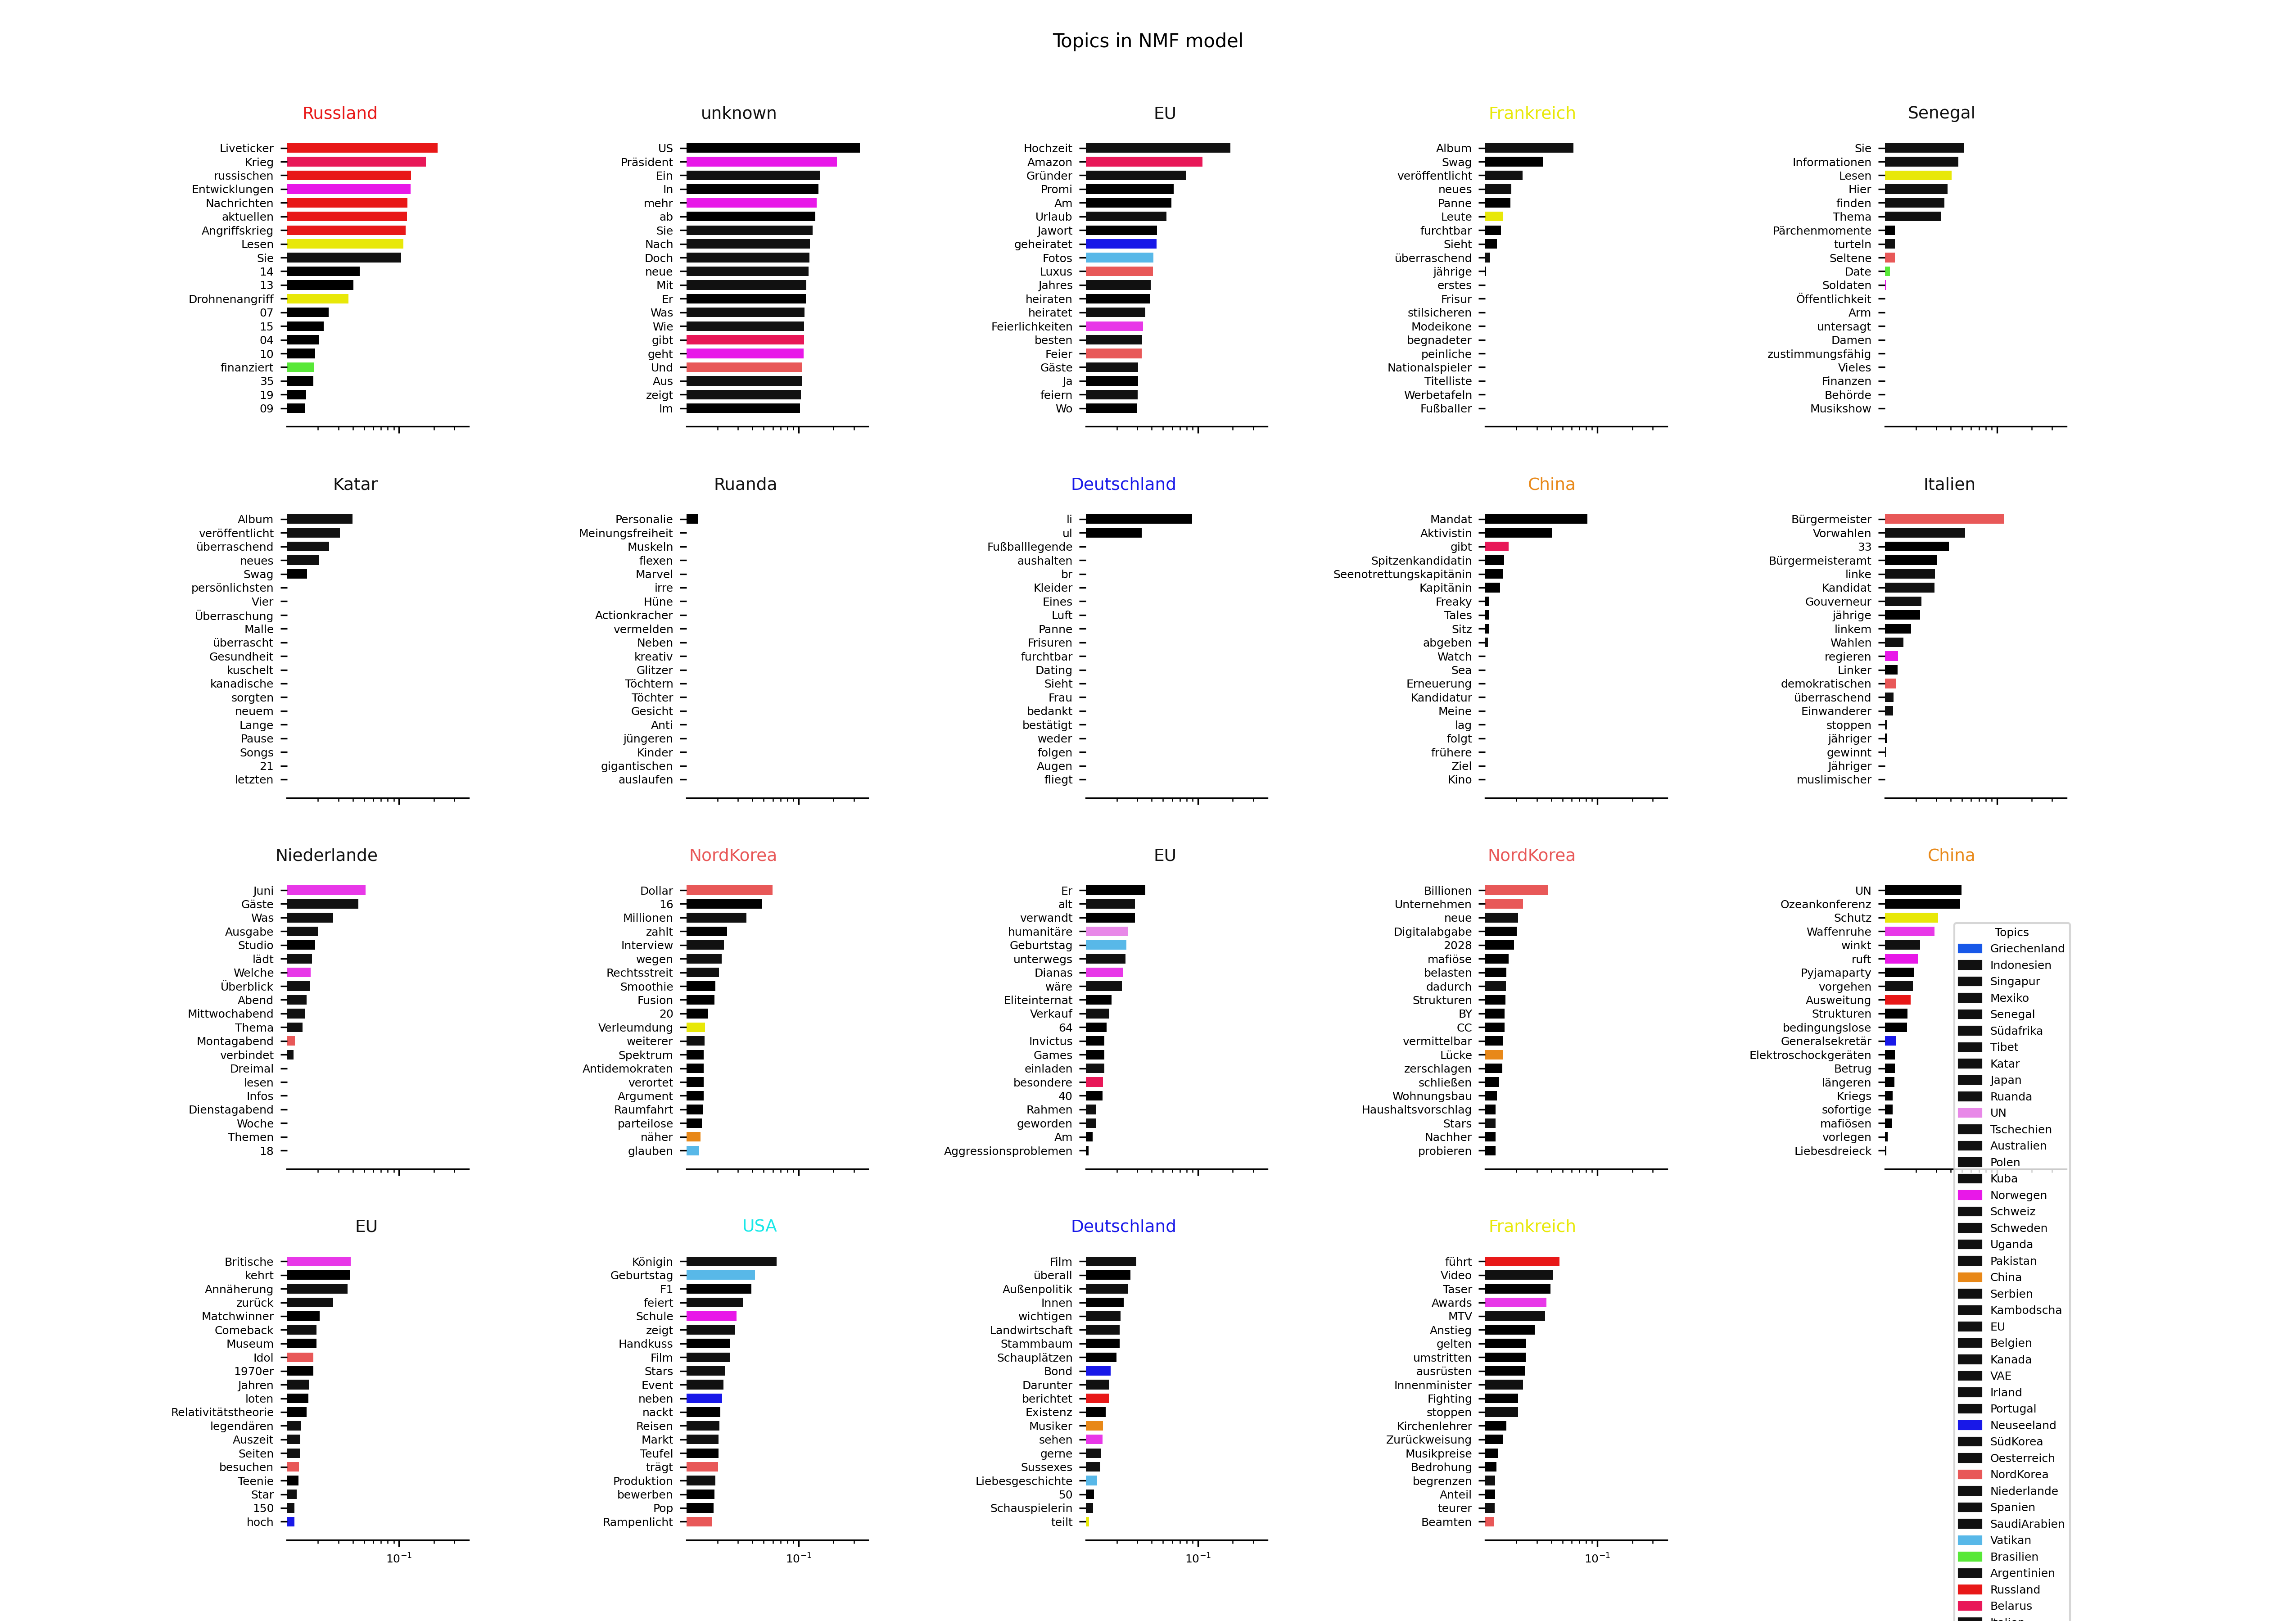 Topics in NMF model
Russland
Liveticker
Krieg
russischen
Entwicklungen
Nachrichten
aktuellen
Angriffskrieg
Lesen
Sie
14
13
Drohnenangriff
07
15
04
10
finanziert
35
19
09
unknown
US
Präsident
Ein
In
mehr
ab
Sie
Nach
Doch
neue
Mit
Er
Was
Wie
gibt
geht
Und
Aus
zeigt
Im
EU
Hochzeit
Amazon
Gründer
Promi
Am
Urlaub
Jawort
geheiratet
Fotos
Luxus
Jahres
heiraten
heiratet
Feierlichkeiten
besten
Feier
Gäste
Ja
feiern
Wo
Frankreich
Album
Swag
veröffentlicht
neues
Panne
Leute
furchtbar
Sieht
überraschend
jährige
erstes
Frisur
stilsicheren
Modeikone
begnadeter
peinliche
Nationalspieler
Titelliste
Werbetafeln
Fußballer
Senegal
Sie
Informationen
Lesen
Hier
finden
Thema
Pärchenmomente
turteln
Seltene
Date
Soldaten
Öffentlichkeit
Arm
untersagt
Damen
zustimmungsfähig
Vieles
Finanzen
Behörde
Musikshow
Katar
Album
veröffentlicht
überraschend
neues
Swag
persönlichsten
Vier
Überraschung
Malle
überrascht
Gesundheit
kuschelt
kanadische
sorgten
neuem
Lange
Pause
Songs
21
letzten
Ruanda
Personalie
Meinungsfreiheit
Muskeln
flexen
Marvel
irre
Hüne
Actionkracher
vermelden
Neben
kreativ
Glitzer
Töchtern
Töchter
Gesicht
Anti
jüngeren
Kinder
gigantischen
auslaufen
Deutschland
li
ul
Fußballlegende
aushalten
br
Kleider
Eines
Luft
Panne
Frisuren
furchtbar
Dating
Sieht
Frau
bedankt
bestätigt
weder
folgen
Augen
fliegt
China
Mandat
Aktivistin
gibt
Spitzenkandidatin
Seenotrettungskapitänin
Kapitänin
Freaky
Tales
Sitz
abgeben
Watch
Sea
Erneuerung
Kandidatur
Meine
lag
folgt
frühere
Ziel
Kino
Italien
Bürgermeister
Vorwahlen
33
Bürgermeisteramt
linke
Kandidat
Gouverneur
jährige
linkem
Wahlen
regieren
Linker
demokratischen
überraschend
Einwanderer
stoppen
jähriger
gewinnt
Jähriger
muslimischer
Niederlande
Juni
Gäste
Was
Ausgabe
Studio
lädt
Welche
Überblick
Abend
Mittwochabend
Thema
Montagabend
verbindet
Dreimal
lesen
Infos
Dienstagabend
Woche
Themen
18
NordKorea
Dollar
16
Millionen
zahlt
Interview
wegen
Rechtsstreit
Smoothie
Fusion
20
Verleumdung
weiterer
Spektrum
Antidemokraten
verortet
Argument
Raumfahrt
parteilose
näher
glauben
EU
Er
alt
verwandt
humanitäre
Geburtstag
unterwegs
Dianas
wäre
Eliteinternat
Verkauf
64
Invictus
Games
einladen
besondere
40
Rahmen
geworden
Am
Aggressionsproblemen
NordKorea
Billionen
Unternehmen
neue
Digitalabgabe
2028
mafiöse
belasten
dadurch
Strukturen
BY
CC
vermittelbar
Lücke
zerschlagen
schließen
Wohnungsbau
Haushaltsvorschlag
Stars
Nachher
probieren
China
UN
Ozeankonferenz
Schutz
Waffenruhe
winkt
ruft
Pyjamaparty
vorgehen
Ausweitung
Strukturen
bedingungslose
Generalsekretär
Elektroschockgeräten
Betrug
längeren
Kriegs
sofortige
mafiösen
vorlegen
Liebesdreieck
EU
Britische
kehrt
Annäherung
zurück
Matchwinner
Comeback
Museum
Idol
1970er
Jahren
loten
Relativitätstheorie
legendären
Auszeit
Seiten
besuchen
Teenie
Star
150
hoch
10⁻¹
USA
Königin
Geburtstag
F1
feiert
Schule
zeigt
Handkuss
Film
Stars
Event
neben
nackt
Reisen
Markt
Teufel
trägt
Produktion
bewerben
Pop
Rampenlicht
10⁻¹
Deutschland
Film
überall
Außenpolitik
Innen
wichtigen
Landwirtschaft
Stammbaum
Schauplätzen
Bond
Darunter
berichtet
Existenz
Musiker
sehen
gerne
Sussexes
Liebesgeschichte
50
Schauspielerin
teilt
10⁻¹
Frankreich
führt
Video
Taser
Awards
MTV
Anstieg
gelten
umstritten
ausrüsten
Innenminister
Fighting
stoppen
Kirchenlehrer
Zurückweisung
Musikpreise
Bedrohung
begrenzen
Anteil
teurer
Beamten
10⁻¹
Topics
Griechenland
Indonesien
Singapur
Mexiko
Senegal
Südafrika
Tibet
Katar
Japan
Ruanda
UN
Tschechien
Australien
Polen
Kuba
Norwegen
Schweiz
Schweden
Uganda
Pakistan
China
Serbien
Kambodscha
EU
Belgien
Kanada
VAE
Irland
Portugal
Neuseeland
SüdKorea
Oesterreich
NordKorea
Niederlande
Spanien
SaudiArabien
Vatikan
Brasilien
Argentinien
Russland
Belarus